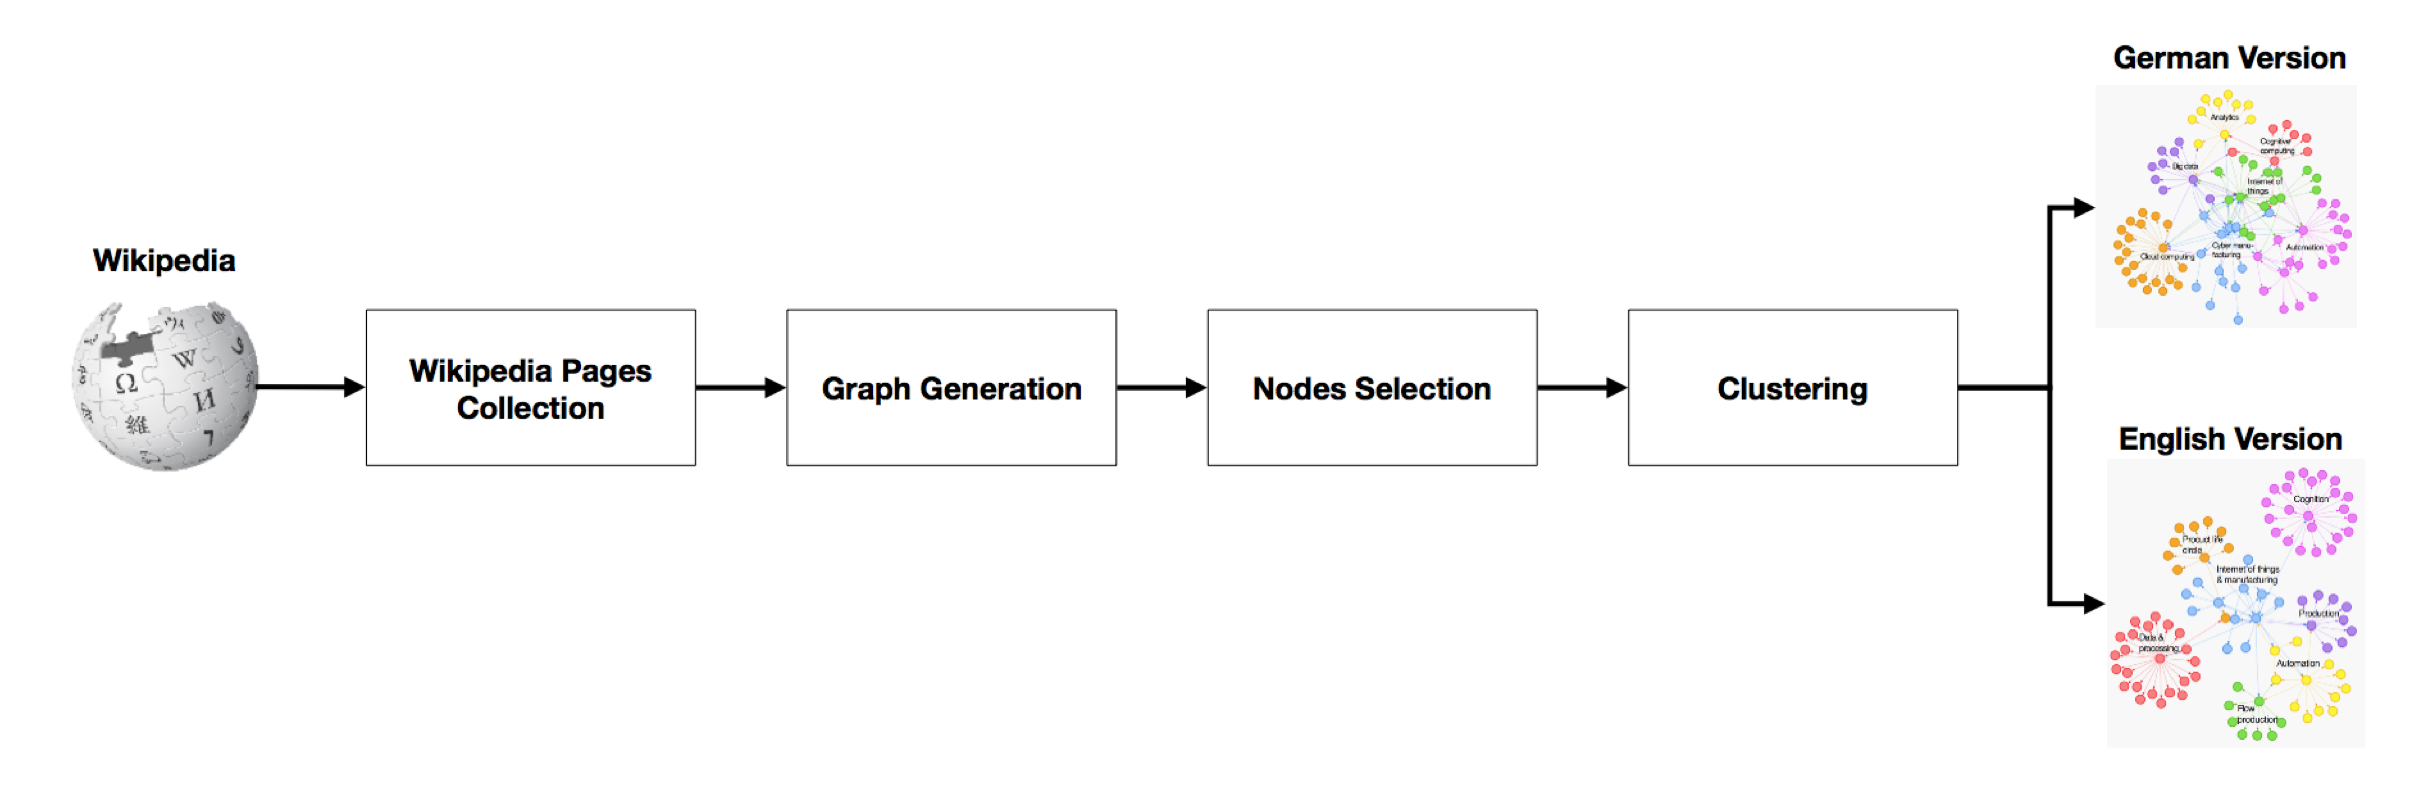 Wikipedia
Ω
W
И
維
7
Wikipedia Pages
Collection
Graph Generation
Nodes Selection
Clustering
German Version
Analytics
Cognitive
computing
Big data
Internet of
things
Cyber manu-
facturing
Automation
Cloud computing
English Version
Cognition
Product life
circle
Internet of things
& manufacturing
Production
Data &
processing
Automation
Flow
production